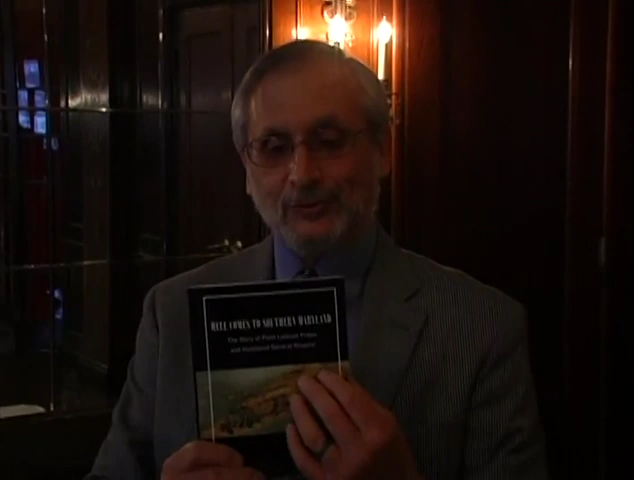 HELL COMES TO SOUTHERN MARYLAND
The Story of Point Lookout Prison
and Hammond General Hospital